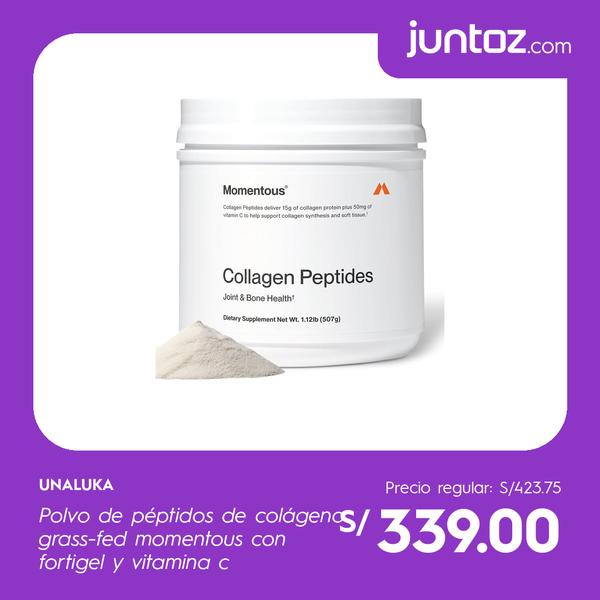 juntoz.com
Momentous®
Collagen Peptides deliver 15g of collagen protein plus 50mg of
vitamin C to help support collagen synthesis and soft tissue.†
Collagen Peptides
Joint & Bone Health†
Dietary Supplement Net Wt. 1.12lb (507g)
UNALUKA
Polvo de péptidos de colágeno
grass-fed momentous con
fortigel y vitamina c
Precio regular: S/423.75
S/ 339.00